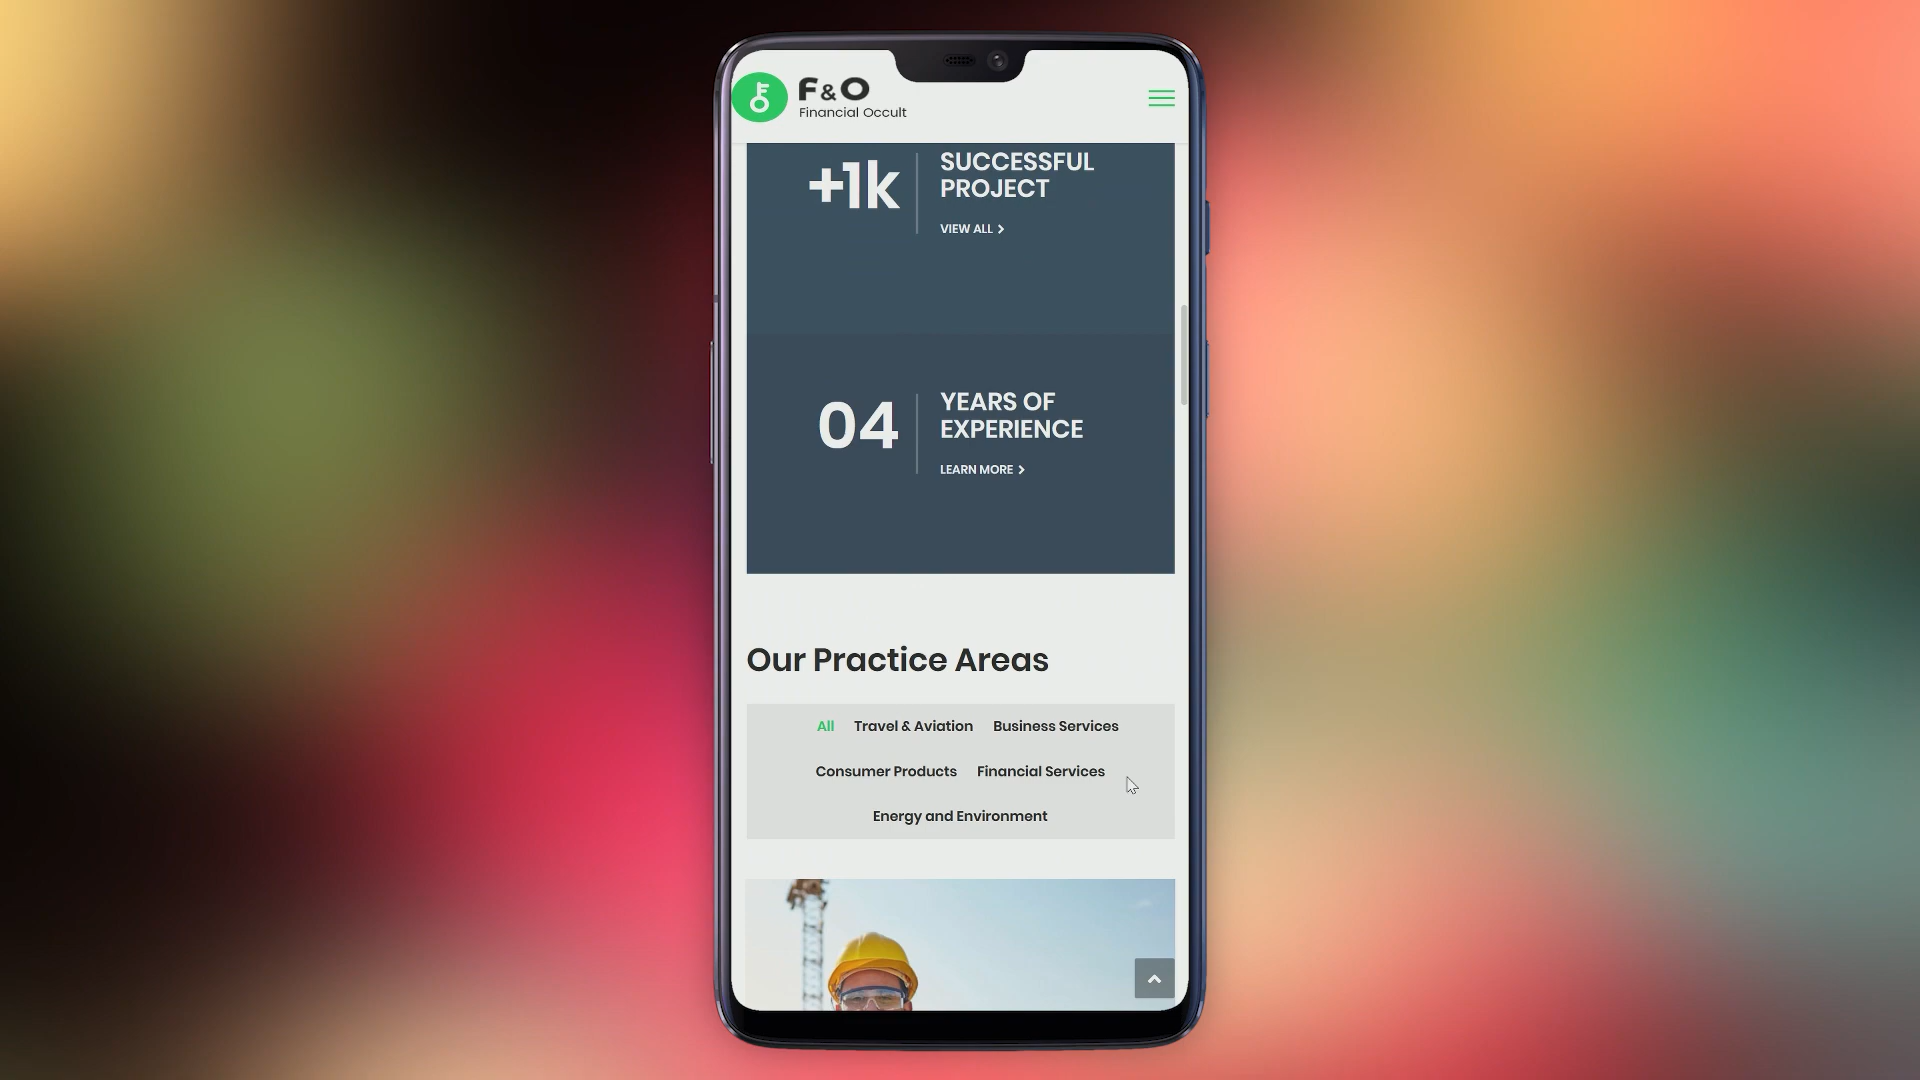 F&O
Financial Occult
+1k
SUCCESSFUL
PROJECT
VIEW ALL
04
YEARS OF
EXPERIENCE
LEARN MORE
Our Practice Areas
All Travel & Aviation Business Services
Consumer Products Financial Services
Energy and Environment